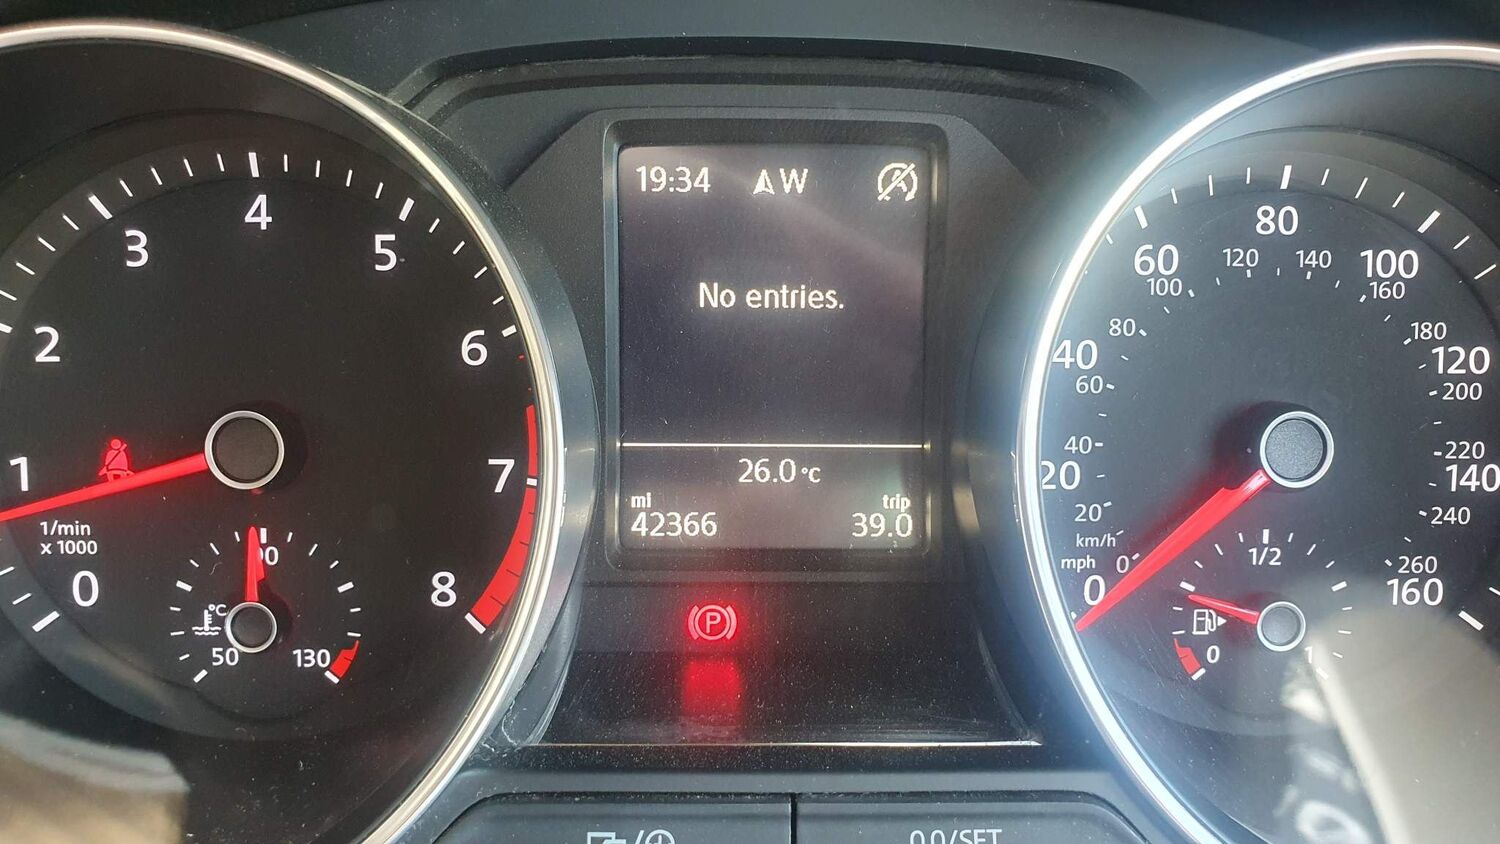 19:34 W
No entries.
26.0 °C
mi trip
42366 39.0
P
0 1 2 3 4 5 6 7 8
1/min
x 1000
°C
50 90 130
0 20 40 60 80 100 120 140 160
mph
km/h
0 20 40 60 80 100 120 140 160 180 200 220 240 260
0 1/2 1
0.0/SET